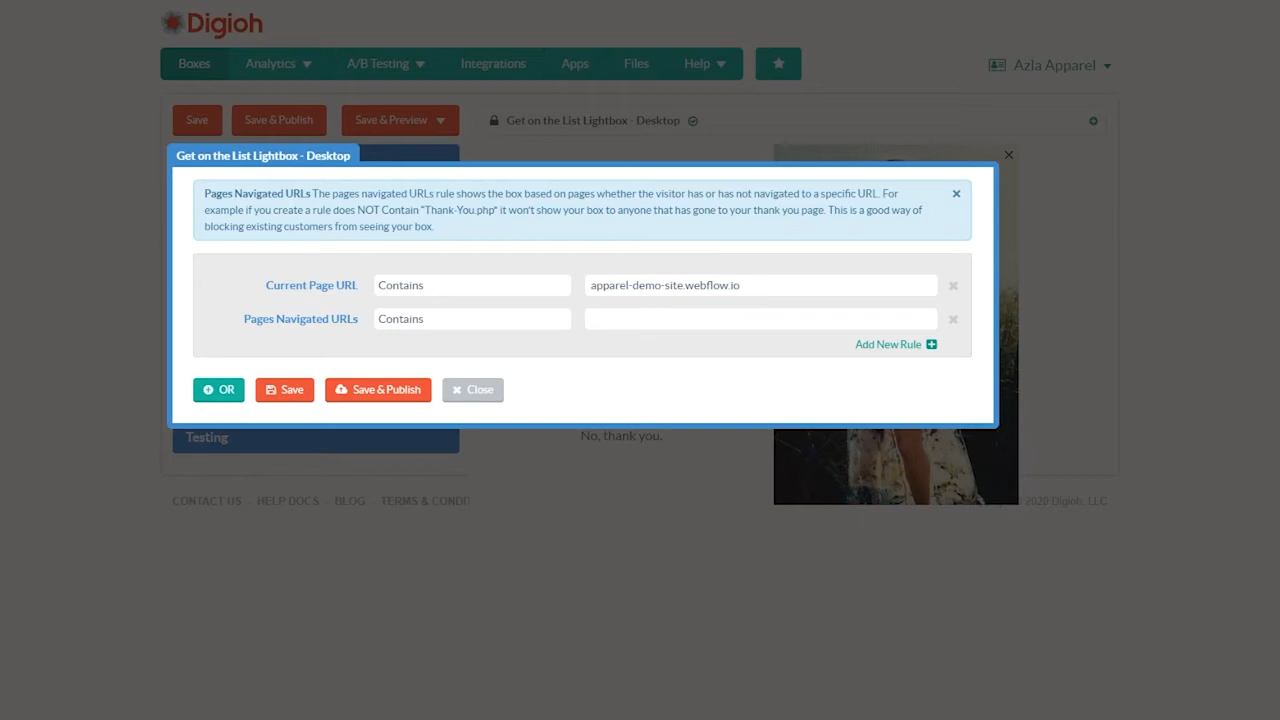 Digioh
Boxes Analytics A/B Testing Integrations Apps Files Help Azla Apparel
Save Save & Publish Save & Preview Get on the List Lightbox - Desktop
Get on the List Lightbox - Desktop
Pages Navigated URLs The pages navigated URLs rule shows the box based on pages whether the visitor has or has not navigated to a specific URL. For
example if you create a rule does NOT Contain "Thank-You.php" it won't show your box to anyone that has gone to your thank you page. This is a good way of
blocking existing customers from seeing your box.
Current Page URL Contains apparel-demo-site.webflow.io
Pages Navigated URLs Contains
Add New Rule
OR Save Save & Publish Close
Testing
No, thank you.
CONTACT US - HELP DOCS - BLOG - TERMS & CONDI
2020 Digioh, LLC